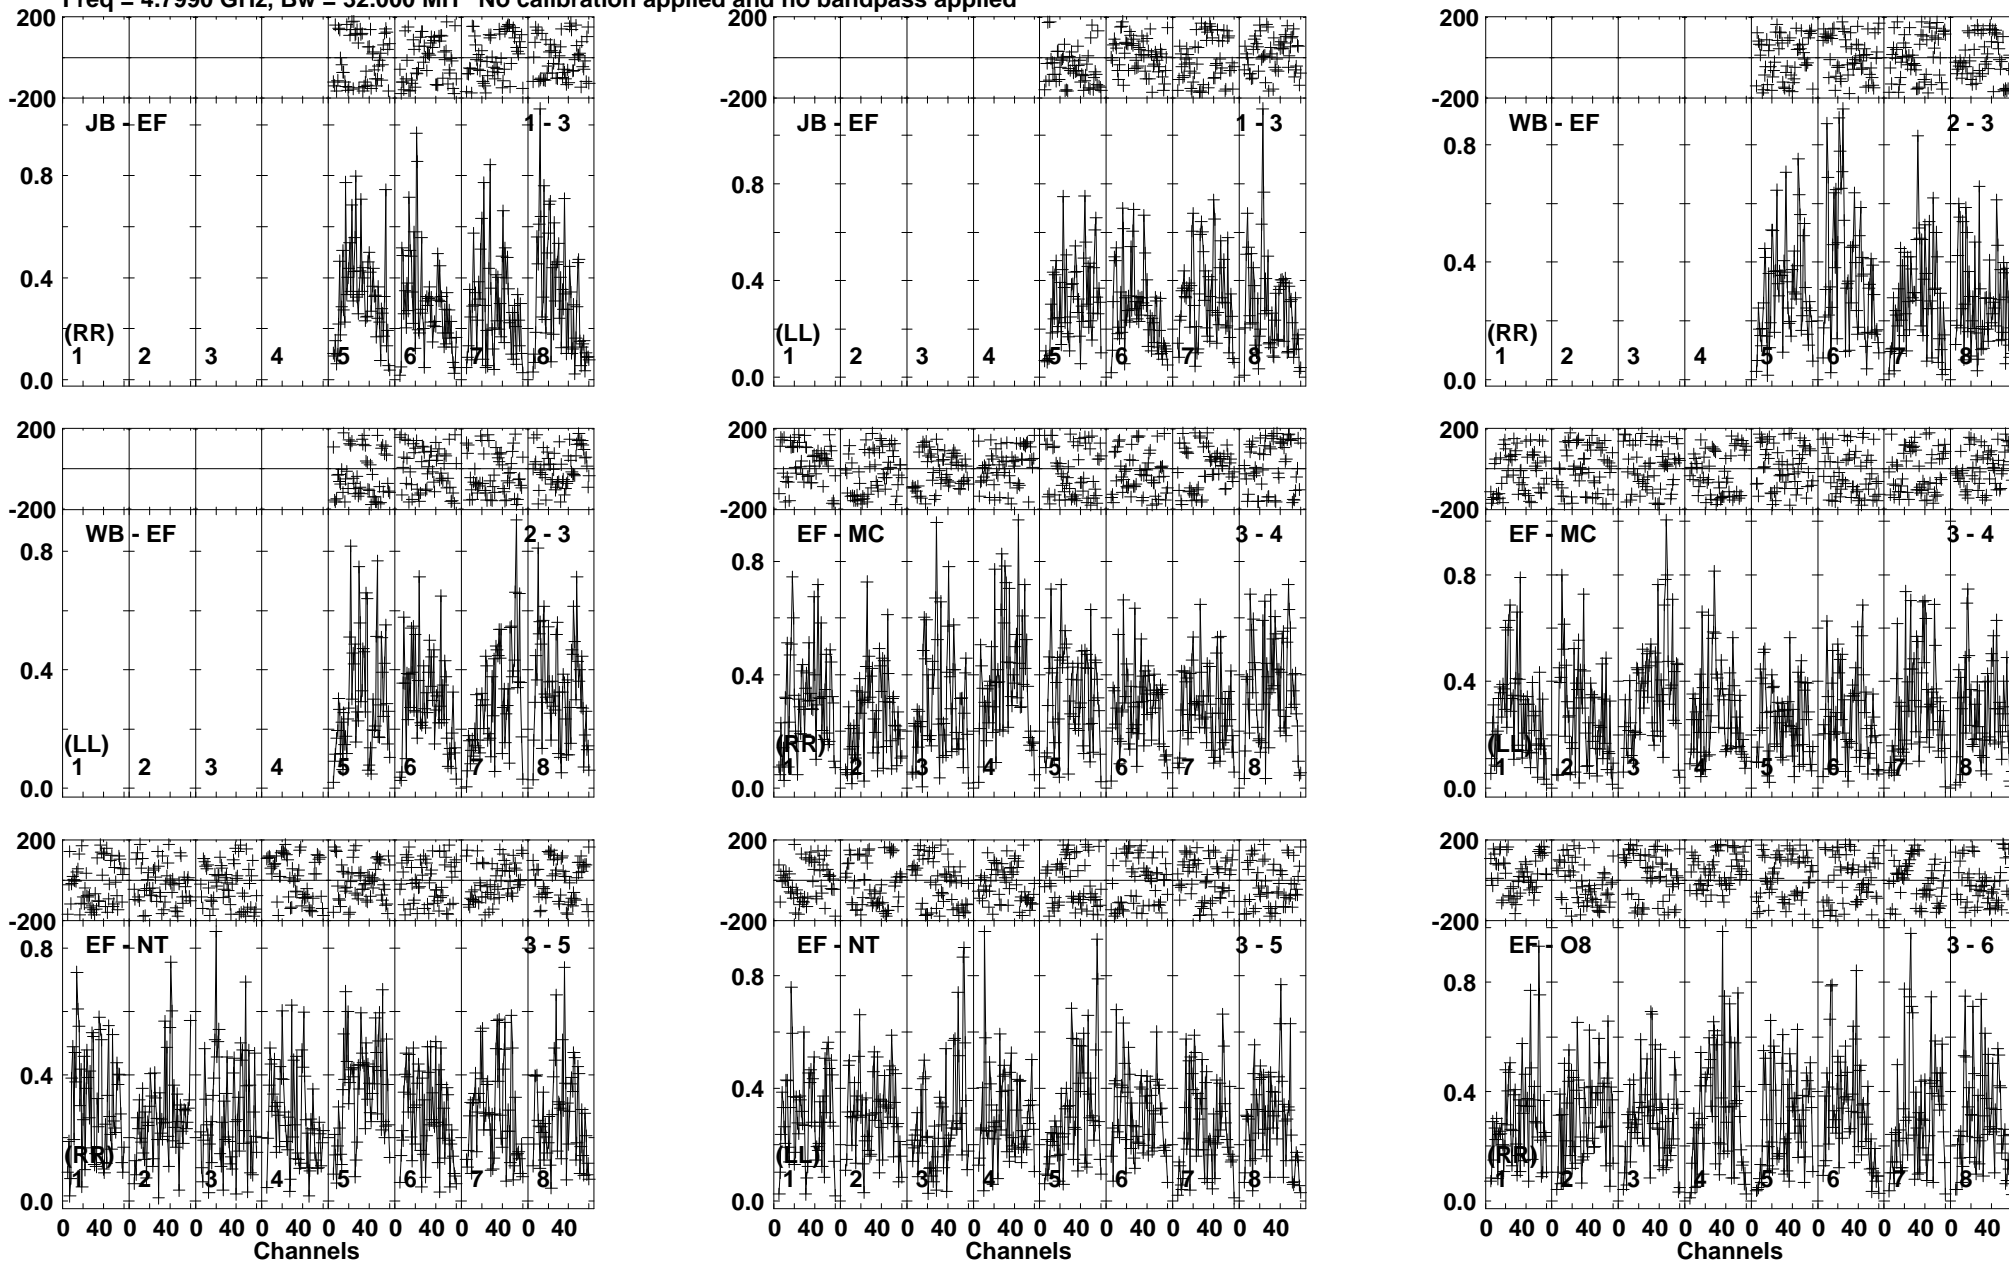 Freq = 4.7990 GHz, Bw = 32.000 MH No calibration applied and no bandpass applied
200 200 200
-200 -200 -200
JB - EF 1 - 3 JB - EF 1 - 3 WB - EF 2 - 3
0.8 0.8 0.8
0.4 0.4 0.4
(RR) (LL) (RR)
1 2 3 4 5 6 7 8 1 2 3 4 5 6 7 8 1 2 3 4 5 6 7 8
0.0 0.0 0.0
200 200 200
-200 -200 -200
WB - EF 2 - 3 EF - MC 3 - 4 EF - MC 3 - 4
0.8 0.8 0.8
0.4 0.4 0.4
(LL) (RR) (LL)
1 2 3 4 5 6 7 8 1 2 3 4 5 6 7 8 1 2 3 4 5 6 7 8
0.0 0.0 0.0
200 200 200
-200 -200 -200
EF - NT 3 - 5 EF - NT 3 - 5 EF - O8 3 - 6
0.8 0.8 0.8
0.4 0.4 0.4
(RR) (LL) (RR)
1 2 3 4 5 6 7 8 1 2 3 4 5 6 7 8 1 2 3 4 5 6 7 8
0.0 0.0 0.0
0 40 0 40 0 40 0 40 0 40 0 40 0 40 0 40 0 40 0 40 0 40 0 40 0 40 0 40 0 40 0 40 0 40 0 40 0 40 0 40 0 40 0 40 0 40 0 40
Channels Channels Channels